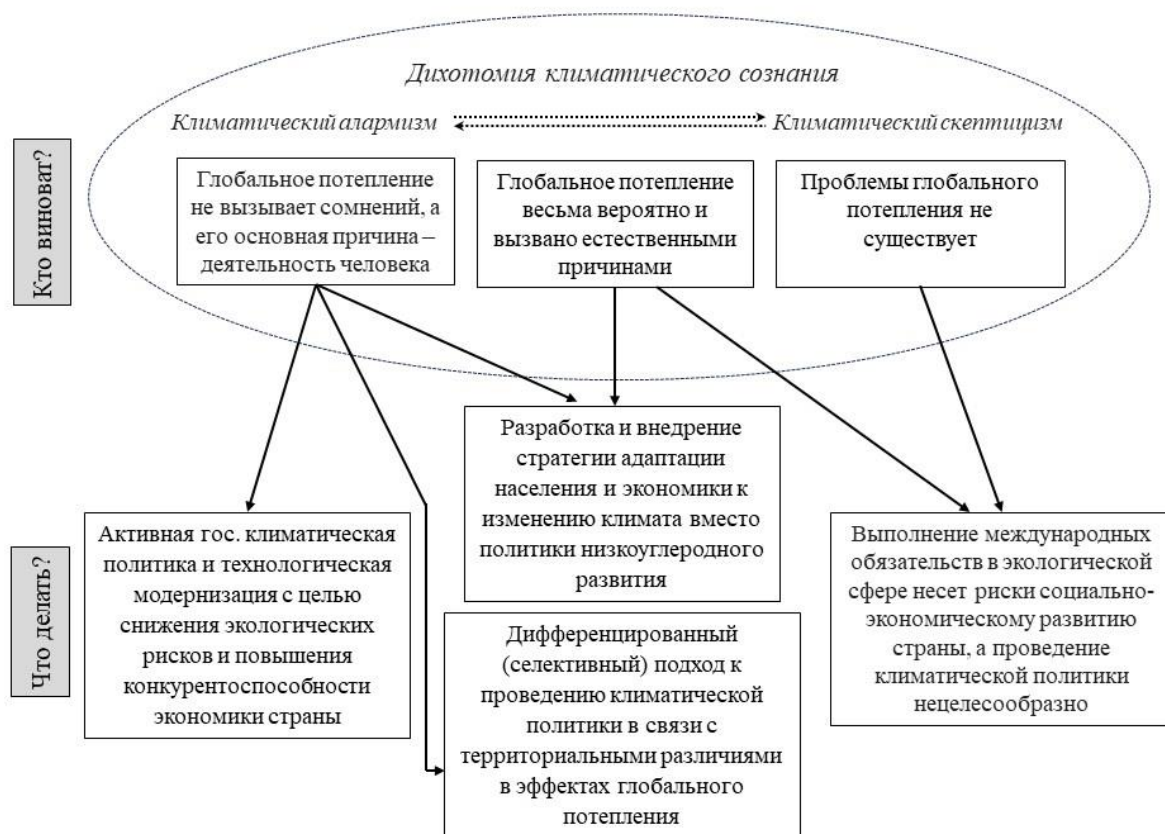 Дихотомия климатического сознания
Климатический алармизм
Климатический скептицизм
Кто виноват?
Глобальное потепление
не вызывает сомнений, а
его основная причина –
деятельность человека
Глобальное потепление
весьма вероятно и
вызвано естественными
причинами
Проблемы глобального
потепления не
существует
Что делать?
Активная гос. климатическая
политика и технологическая
модернизация с целью
снижения экологических
рисков и повышения
конкурентоспособности
экономики страны
Разработка и внедрение
стратегии адаптации
населения и экономики к
изменению климата вместо
политики низкоуглеродного
развития
Дифференцированный
(селективный) подход к
проведению климатической
политики в связи с
территориальными различиями
в эффектах глобального
потепления
Выполнение международных
обязательств в экологической
сфере несет риски социально-
экономическому развитию
страны, а проведение
климатической политики
нецелесообразно